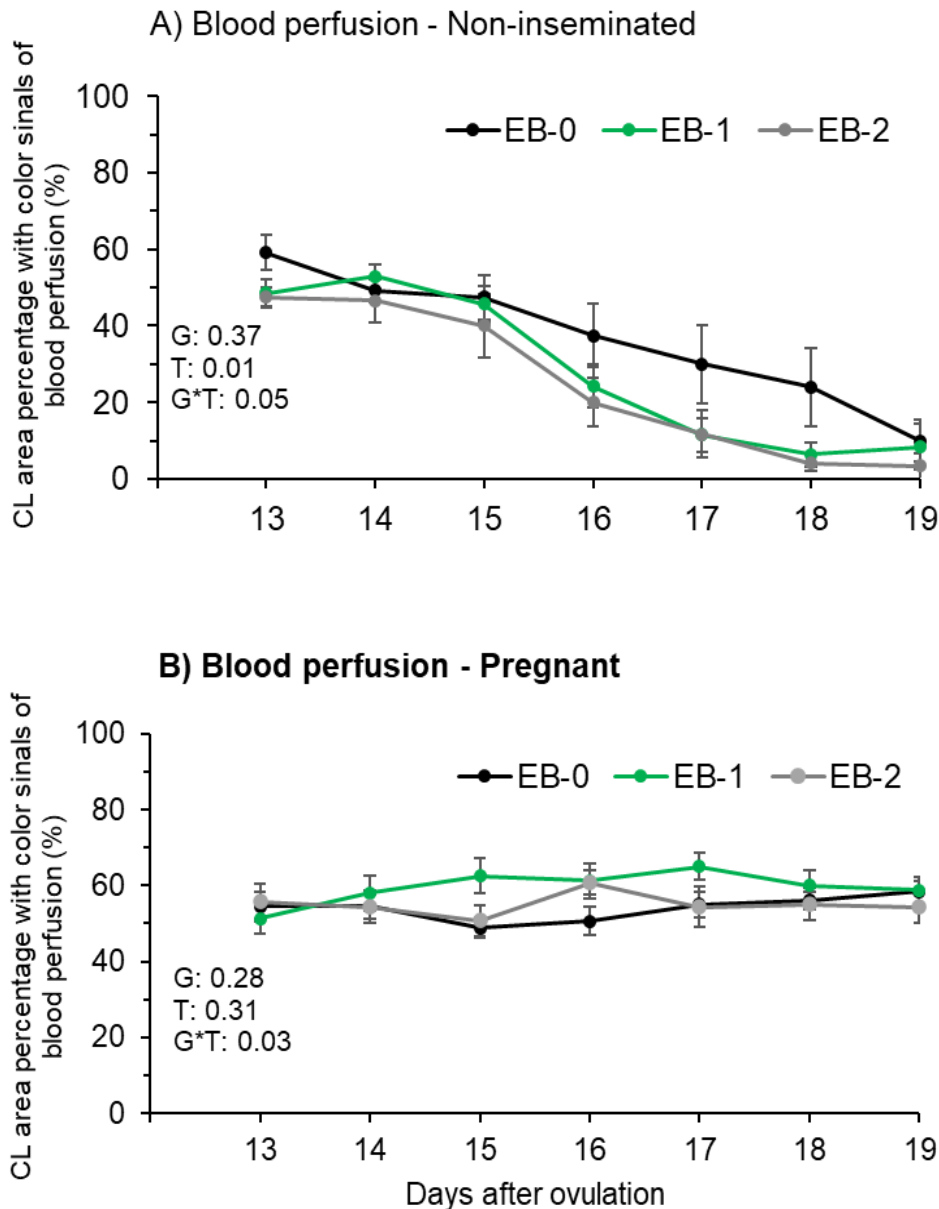 A) Blood perfusion - Non-inseminated
CL area percentage with color sinals of
blood perfusion (%)
100
80
60
40
20
0
EB-0 EB-1 EB-2
G: 0.37
T: 0.01
G*T: 0.05
13 14 15 16 17 18 19
B) Blood perfusion - Pregnant
CL area percentage with color sinals of
blood perfusion (%)
100
80
60
40
20
0
EB-0 EB-1 EB-2
G: 0.28
T: 0.31
G*T: 0.03
13 14 15 16 17 18 19
Days after ovulation